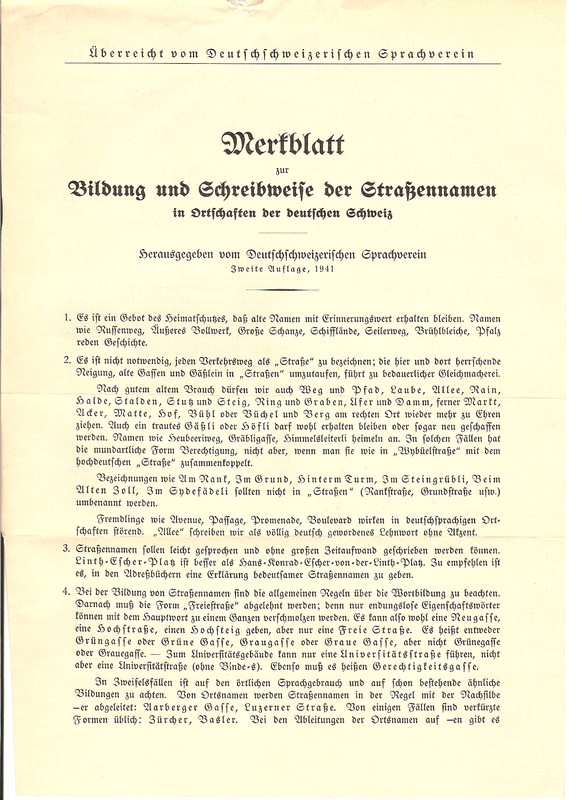 Überreicht vom Deutschschweizerischen Sprachverein
Merkblatt
zur
Bildung und Schreibweise der Straßennamen
in Ortschaften der deutschen Schweiz
Herausgegeben vom Deutschschweizerischen Sprachverein
Zweite Auflage, 1941
1. Es ist ein Gebot des Heimatschutzes, daß alte Namen mit Erinnerungswert erhalten bleiben. Namen
wie Russenweg, Äußeres Bollwerk, Große Schanze, Schifflände, Seilerweg, Brühlbleiche, Pfalz
reden Geschichte.
2. Es ist nicht notwendig, jeden Verkehrsweg als „Straße“ zu bezeichnen; die hier und dort herrschende
Neigung, alte Gassen und Gäßlein in „Straßen“ umzutaufen, führt zu bedauerlicher Gleichmacherei.
Nach gutem altem Brauch dürfen wir auch Weg und Pfad, Laube, Allee, Rain,
Halde, Stalden, Stutz und Steig, Ring und Graben, Ufer und Damm, ferner Markt,
Acker, Matte, Hof, Bühl oder Büchel und Berg am rechten Ort wieder mehr zu Ehren
ziehen. Auch ein trautes Gäßli oder Höfli darf wohl erhalten bleiben oder sogar neu geschaffen
werden. Namen wie Heubeeriweg, Gräbligasse, Himmelsleiterli heimeln an. In solchen Fällen hat
die mundartliche Form Berechtigung, nicht aber, wenn man sie wie in „Wybüelstraße“ mit dem
hochdeutschen „Straße“ zusammenkoppelt.
Bezeichnungen wie Am Rank, Im Grund, Hinterm Turm, Im Steingrübli, Beim
Alten Zoll, Im Sydefädeli sollten nicht in „Straßen“ (Rankstraße, Grundstraße usw.)
umbenannt werden.
Fremdlinge wie Avenue, Passage, Promenade, Boulevard wirken in deutschsprachigen Ort-
schaften störend. „Allee“ schreiben wir als völlig deutsch gewordenes Lehnwort ohne Akzent.
3. Straßennamen sollen leicht gesprochen und ohne großen Zeitaufwand geschrieben werden können.
Linth-Escher-Platz ist besser als Hans-Konrad-Escher-von-der-Linth-Platz. Zu empfehlen ist
es, in den Adreßbüchern eine Erklärung bedeutsamer Straßennamen zu geben.
4. Bei der Bildung von Straßennamen sind die allgemeinen Regeln über die Wortbildung zu beachten.
Darnach muß die Form „Freiestraße“ abgelehnt werden; denn nur endungslose Eigenschaftswörter
können mit dem Hauptwort zu einem Ganzen verschmolzen werden. Es kann also wohl eine Neugasse,
eine Hochstraße, einen Hochsteig geben, aber nur eine Freie Straße. Es heißt entweder
Grüngasse oder Grüne Gasse, Graugasse oder Graue Gasse, aber nicht Grünegasse
oder Grauegasse. — Zum Universitätsgebäude kann nur eine Universitätsstraße führen, nicht
aber eine Universitätstraße (ohne Binde-s). Ebenso muß es heißen Gerechtigkeitsgasse.
In Zweifelsfällen ist auf den örtlichen Sprachgebrauch und auf schon bestehende ähnliche
Bildungen zu achten. Von Ortsnamen werden Straßennamen in der Regel mit der Nachsilbe
–er abgeleitet: Aarberger Gasse, Luzerner Straße. Von einigen Fällen sind verkürzte
Formen üblich: Zürcher, Basler. Bei den Ableitungen der Ortsnamen auf –en gibt es